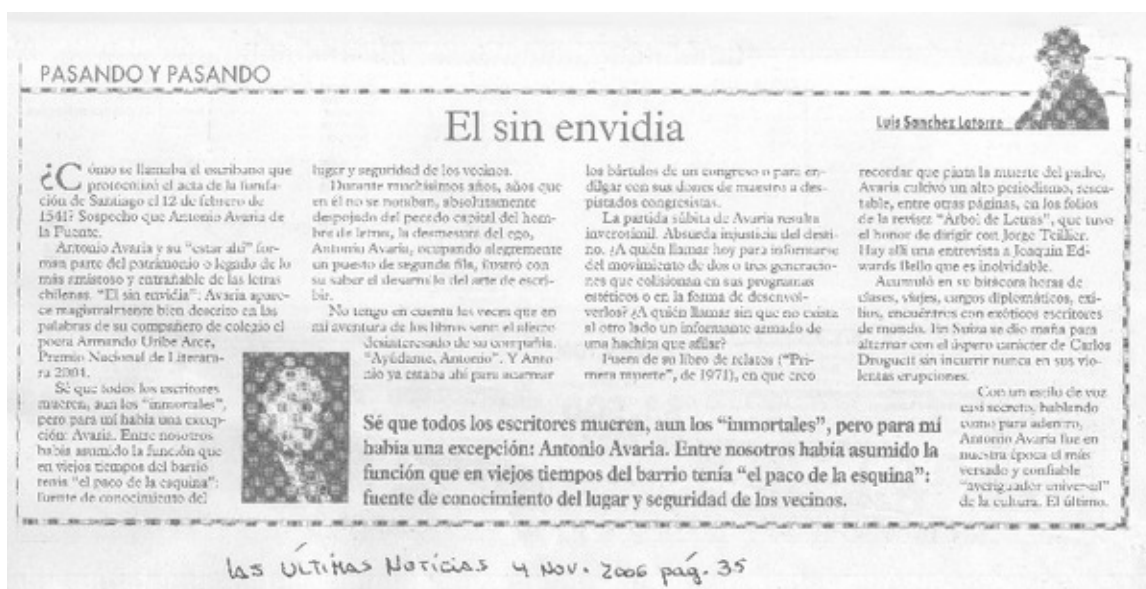 PASANDO Y PASANDO
El sin envidia
Luis Sánchez Latorre
¿Cómo se llamaba el escribano que
protocolizó el acta de la funda-
ción de Santiago el 12 de febrero de
1541? Sospecho que Antonio Avaria de
la Fuente.
Antonio Avaria y su "estar ahí" for-
man parte del patrimonio o legado de lo
más amistoso y entrañable de las letras
chilenas. "El sin envidia": Avaria apare-
ce magistralmente bien descrito en las
palabras de su compañero de colegio el
poeta Armando Uribe Arce,
Premio Nacional de Literatu-
ra 2004.
Sé que todos los escritores
mueren, aun los "inmortales",
pero para mí había una excep-
ción: Avaria. Entre nosotros
había asumido la función que
en viejos tiempos del barrio
tenía "el paco de la esquina":
fuente de conocimiento del
lugar y seguridad de los vecinos.
Durante muchísimos años, años que
en él no se notaban, absolutamente
despojado del pecado capital del hom-
bre de letras, la desmesura del ego,
Antonio Avaria, ocupando alegremente
un puesto de segunda fila, ilustró con
su saber el desarrollo del arte de escri-
bir.
No tengo en cuenta las veces que en
mi aventura de los libros sentí el afecto
desinteresado de su compañía.
"Ayúdame, Antonio". Y Anto-
nio ya estaba ahí para acarrear
los bártulos de un congreso o para en-
dilgar con sus dones de maestro a des-
pistados congresistas.
La partida súbita de Avaria resulta
inverosímil. Absurda injusticia del desti-
no. ¿A quién llamar hoy para informarse
del movimiento de dos o tres generacio-
nes que colisionan en sus programas
estéticos o en la forma de desenvol-
verlos? ¿A quién llamar sin que no exista
al otro lado un informante armado de
una hachita que afilar?
Fuera de su libro de relatos ("Pri-
mera muerte", de 1971), en que creo
recordar que pinta la muerte del padre,
Avaria cultivó un alto periodismo, resca-
table, entre otras páginas, en los folios
de la revista "Árbol de Letras", que tuvo
el honor de dirigir con Jorge Teillier.
Hay allí una entrevista a Joaquín Ed-
wards Bello que es inolvidable.
Acumuló en su bitácora horas de
clases, viajes, cargos diplomáticos, exi-
lios, encuentros con exóticos escritores
de mundo. En Suiza se dio maña para
alternar con el áspero carácter de Carlos
Droguett sin incurrir nunca en sus vio-
lentas erupciones.
Con un estilo de voz
casi secreto, hablando
como para adentro,
Antonio Avaria fue en
nuestra época el más
versado y confiable
"averiguador universal"
de la cultura. El último.
Sé que todos los escritores mueren, aun los "inmortales", pero para mí
había una excepción: Antonio Avaria. Entre nosotros había asumido la
función que en viejos tiempos del barrio tenía "el paco de la esquina":
fuente de conocimiento del lugar y seguridad de los vecinos.
Las Últimas Noticias 4 Nov. 2006 pág. 35